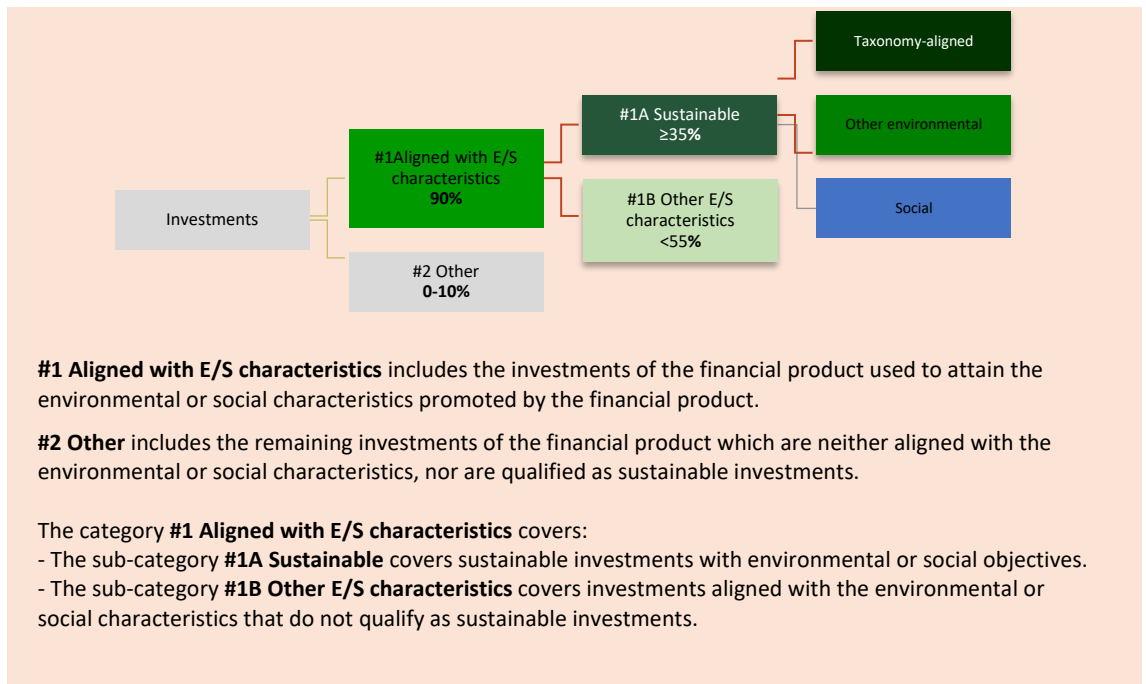 Taxonomy-aligned
#1A Sustainable
≥35%
Other environmental
#1Aligned with E/S
characteristics
90%
Investments
#1B Other E/S
characteristics
<55%
Social
#2 Other
0-10%
#1 Aligned with E/S characteristics includes the investments of the financial product used to attain the
environmental or social characteristics promoted by the financial product.
#2 Other includes the remaining investments of the financial product which are neither aligned with the
environmental or social characteristics, nor are qualified as sustainable investments.
The category #1 Aligned with E/S characteristics covers:
- The sub-category #1A Sustainable covers sustainable investments with environmental or social objectives.
- The sub-category #1B Other E/S characteristics covers investments aligned with the environmental or
social characteristics that do not qualify as sustainable investments.